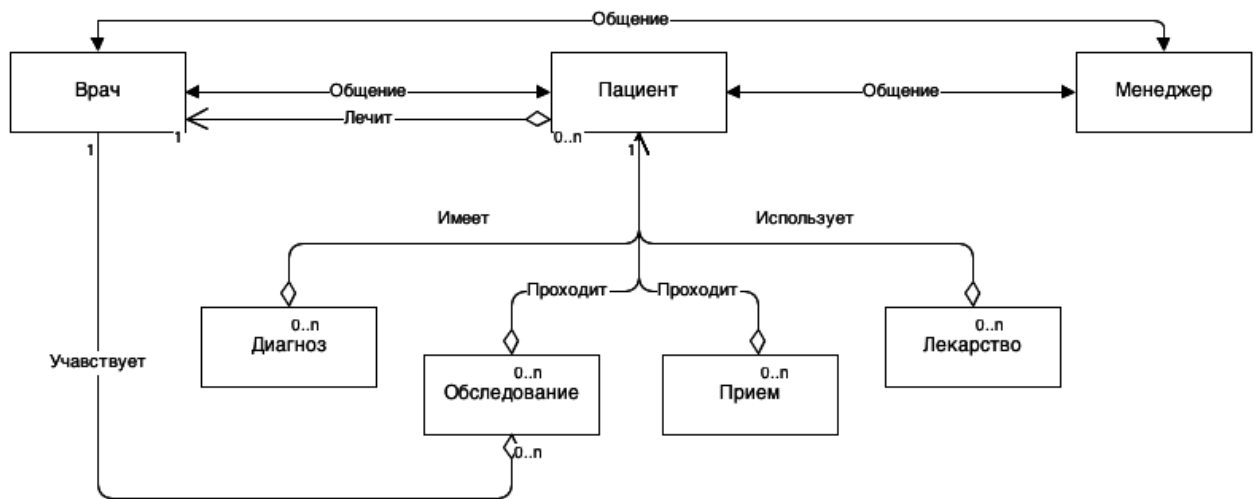 Общение
Врач
Общение
Пациент
Общение
Менеджер
Лечит
1
0..n
1
1
Имеет
Использует
Проходит
Проходит
0..n
Диагноз
0..n
Лекарство
Учавствует
0..n
Обследование
0..n
Прием
0..n